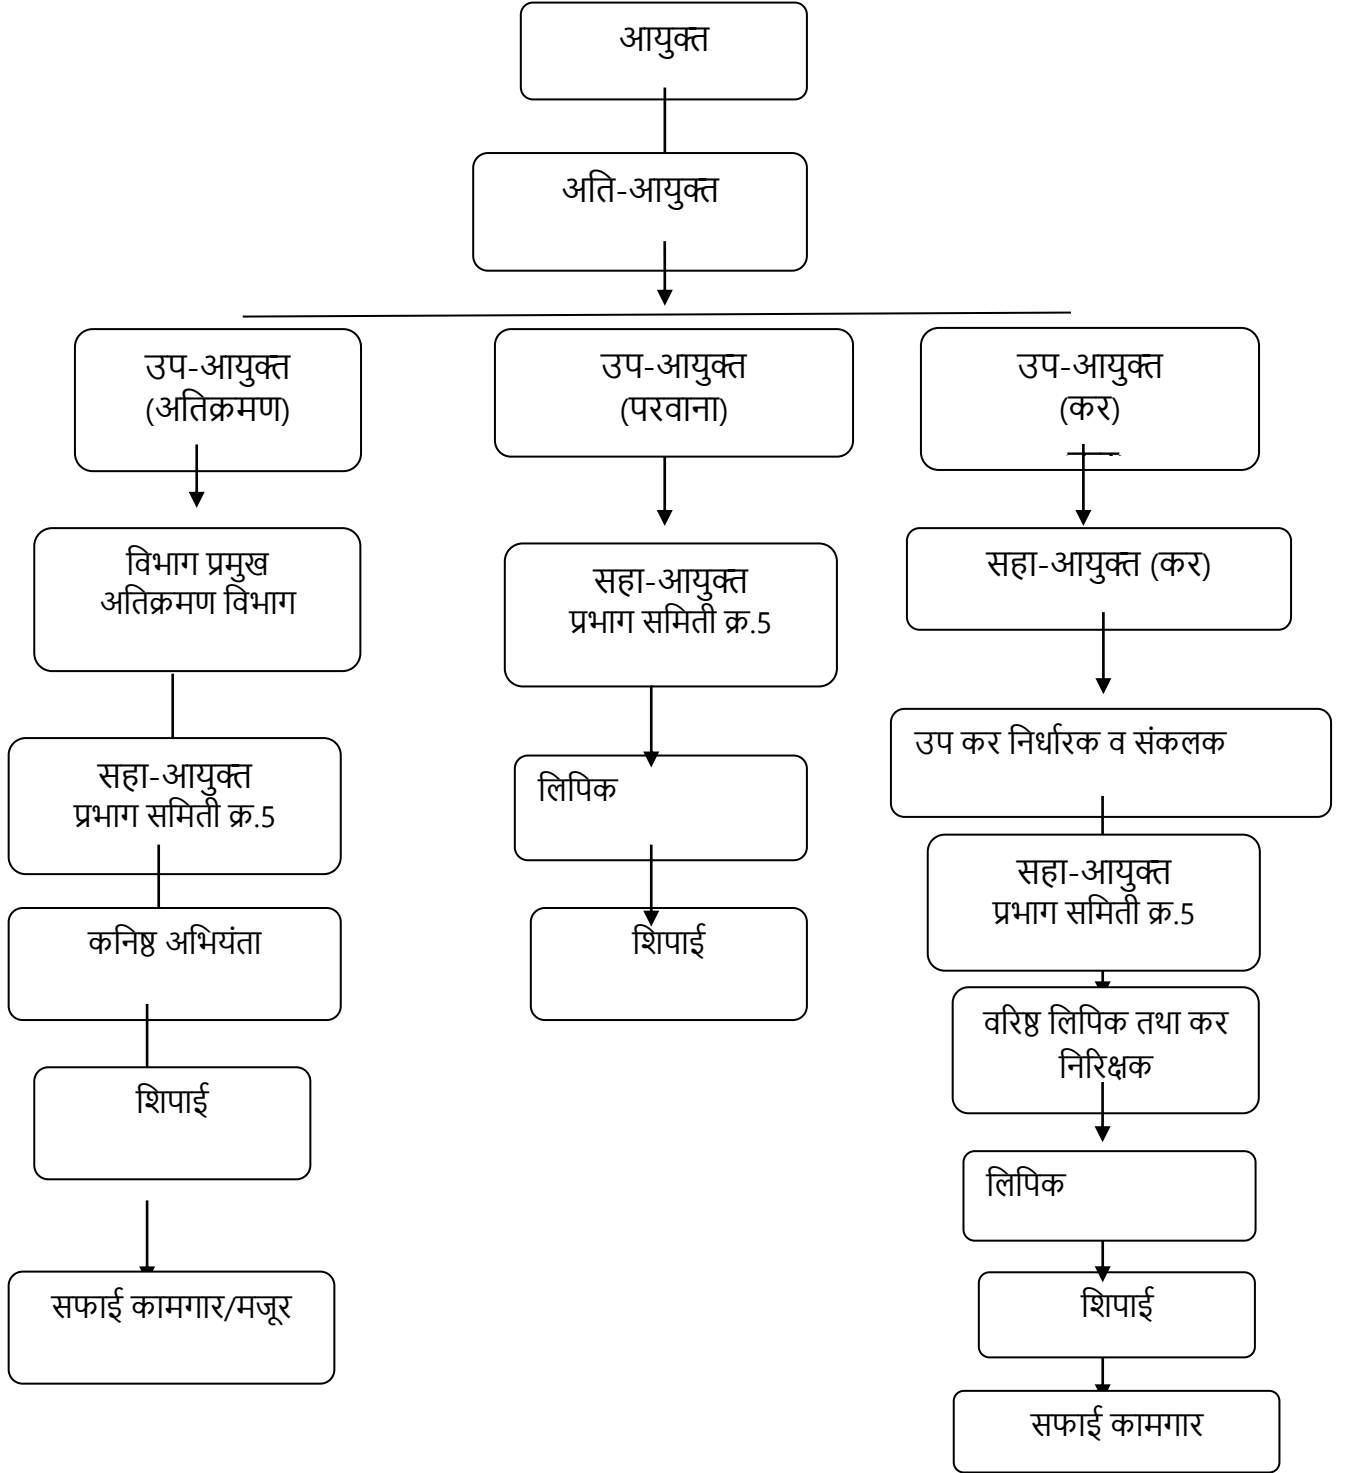 आयुक्त
अति-आयुक्त
उप-आयुक्त
(अतिक्रमण)
विभाग प्रमुख
अतिक्रमण विभाग
सहा-आयुक्त
प्रभाग समिती क्र.5
कनिष्ठ अभियंता
शिपाई
सफाई कामगार/मजूर
उप-आयुक्त
(परवाना)
सहा-आयुक्त
प्रभाग समिती क्र.5
लिपिक
शिपाई
उप-आयुक्त
(कर)
सहा-आयुक्त (कर)
उप कर निर्धारक व संकलक
सहा-आयुक्त
प्रभाग समिती क्र.5
वरिष्ठ लिपिक तथा कर
निरिक्षक
लिपिक
शिपाई
सफाई कामगार